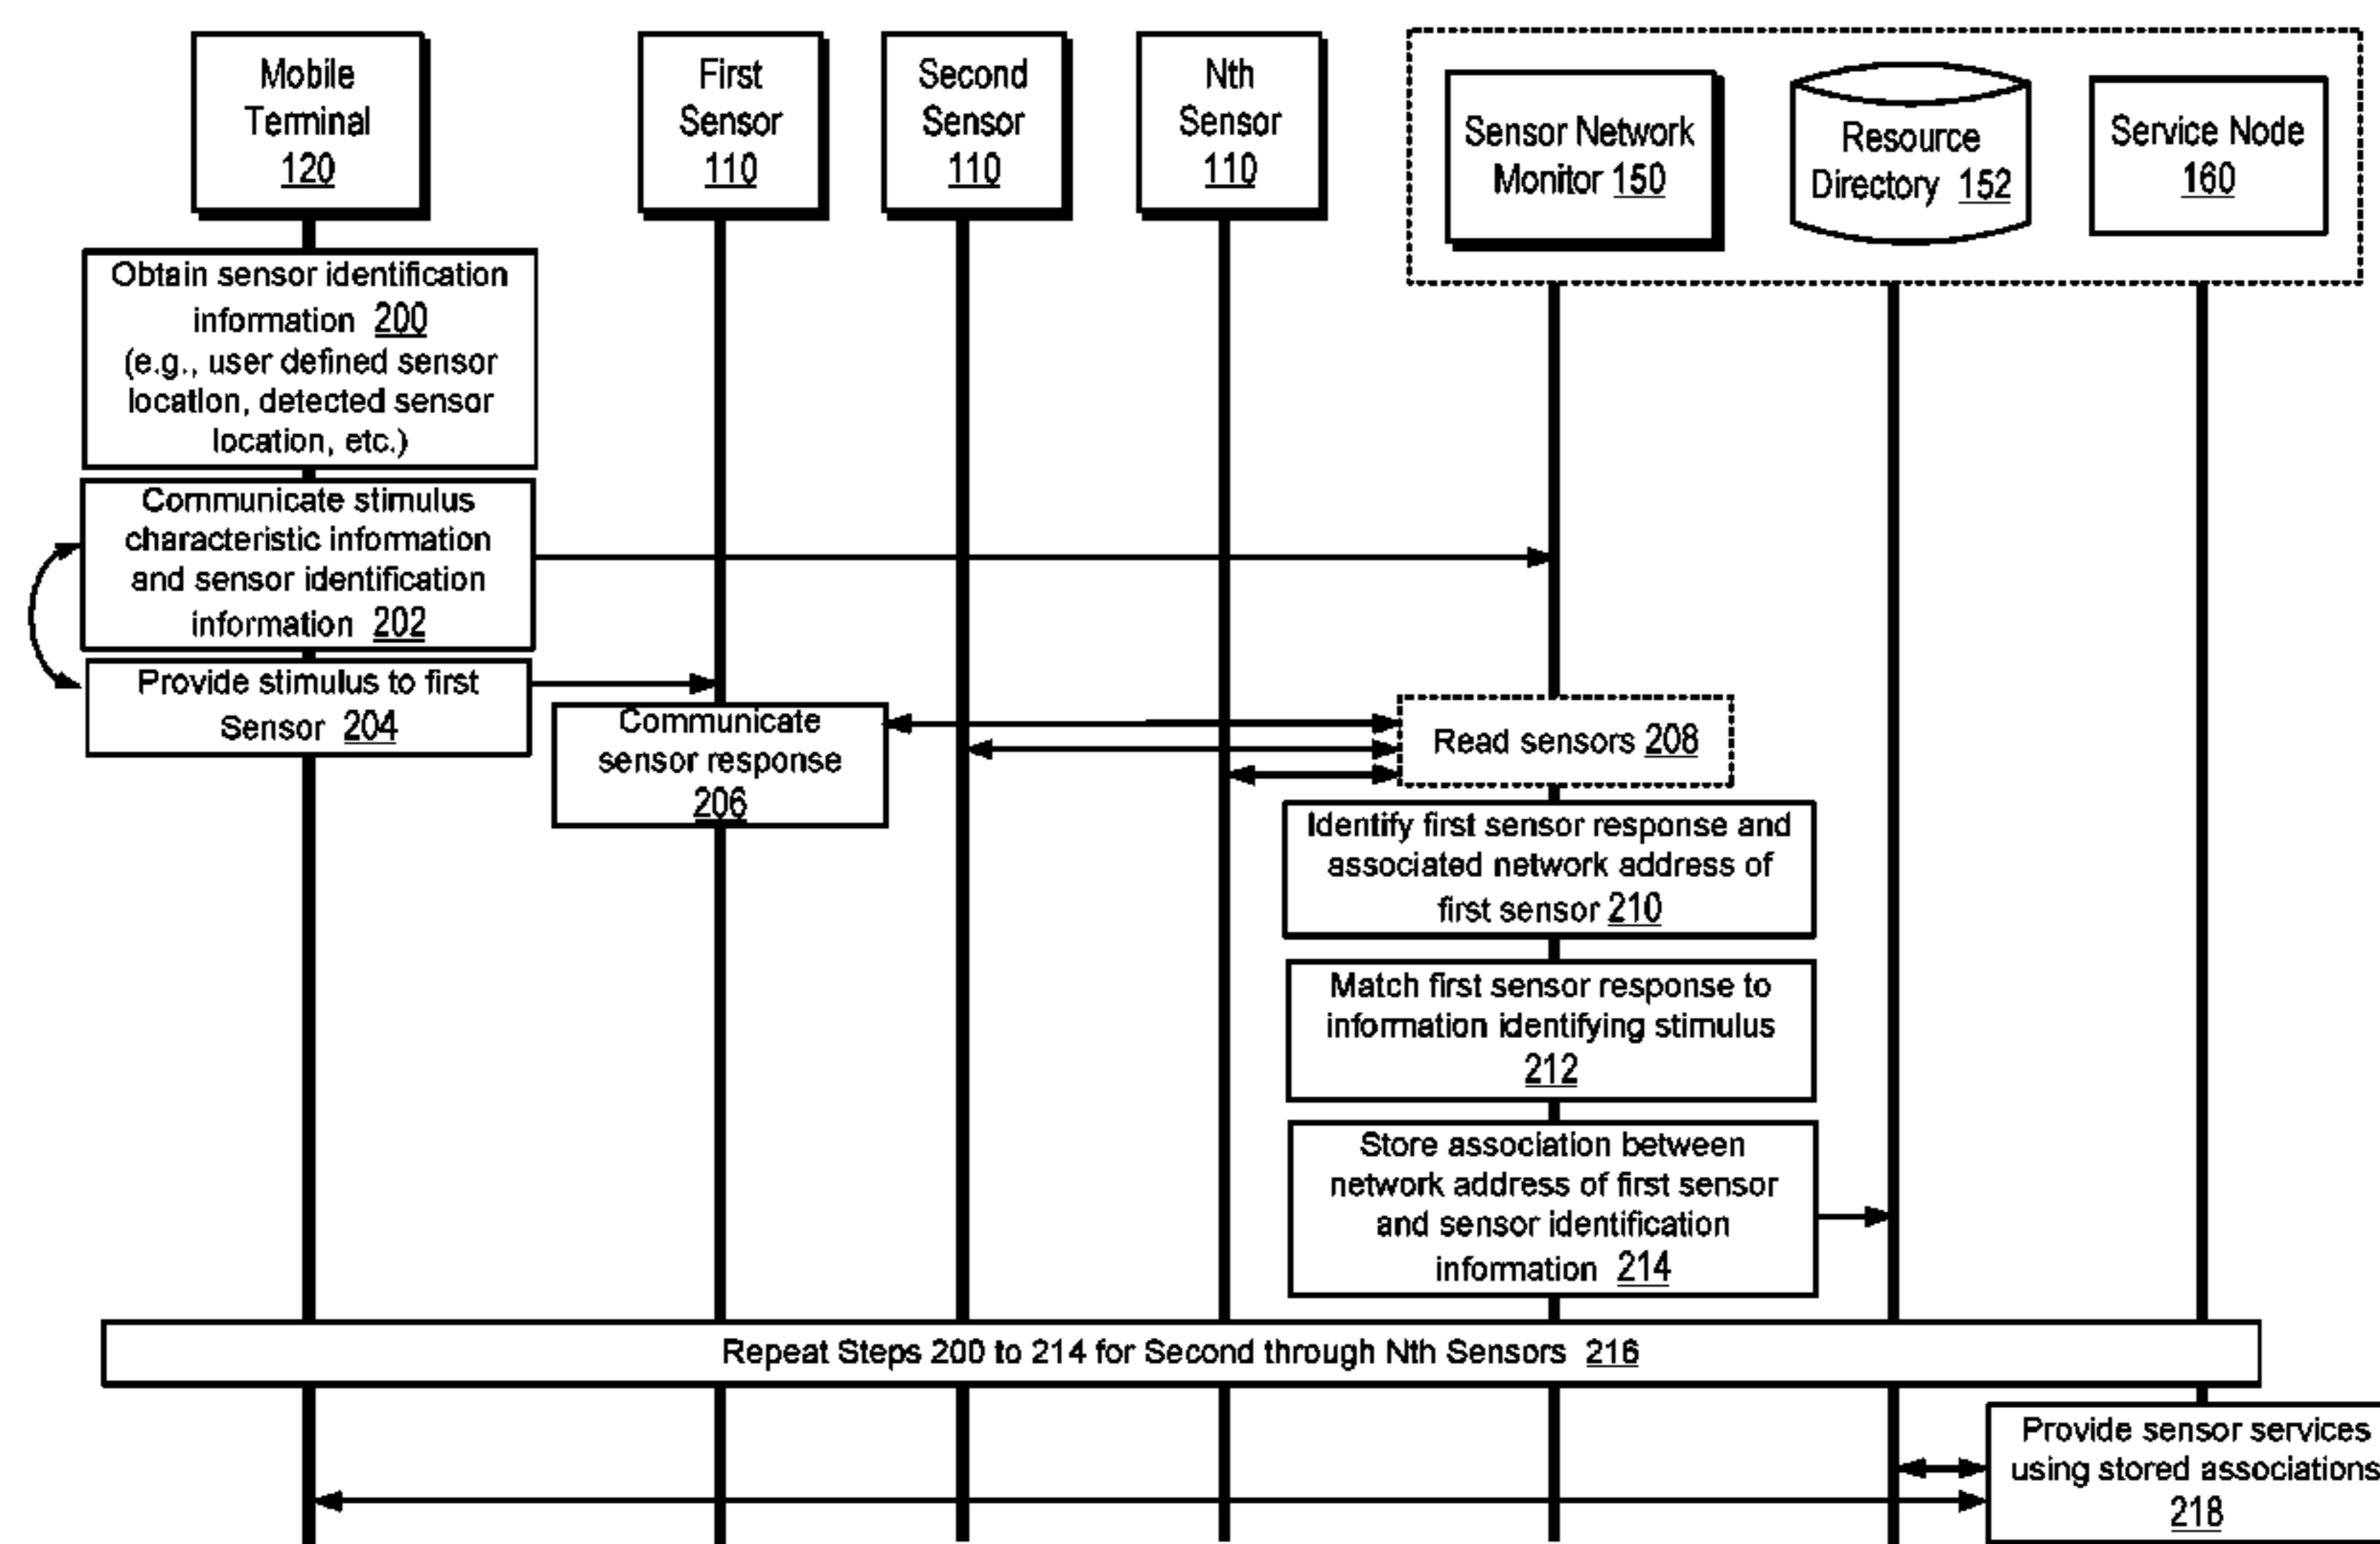 Mobile
Terminal
120
First
Sensor
110
Second
Sensor
110
Nth
Sensor
110
Sensor Network
Monitor 150
Resource
Directory 152
Service Node
160
Obtain sensor identification
information 200
(e.g., user defined sensor
location, detected sensor
location, etc.)
Communicate stimulus
characteristic information
and sensor identification
information 202
Provide stimulus to first
Sensor 204
Communicate
sensor response
206
Read sensors 208
Identify first sensor response and
associated network address of
first sensor 210
Match first sensor response to
information identifying stimulus
212
Store association between
network address of first sensor
and sensor identification
information 214
Repeat Steps 200 to 214 for Second through Nth Sensors 216
Provide sensor services
using stored associations
218